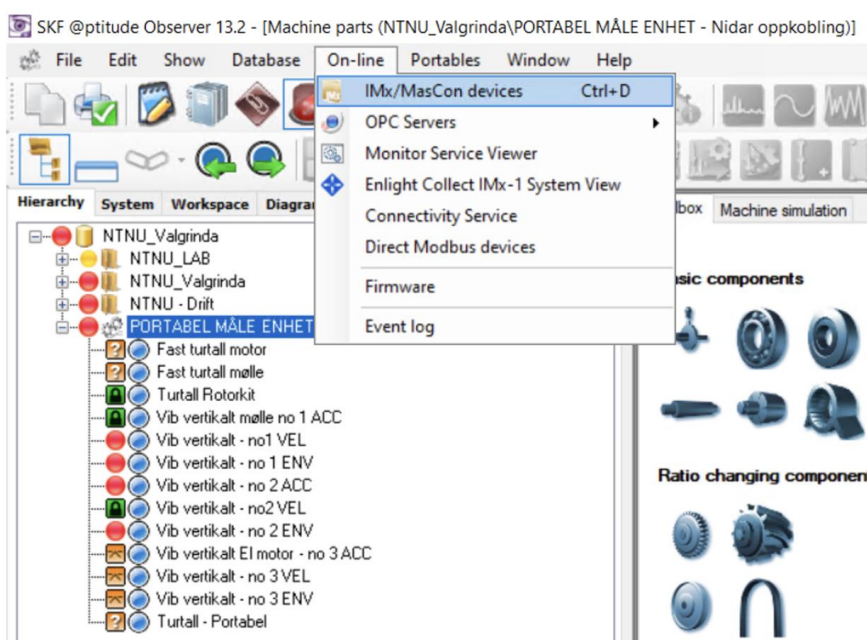 SKF @ptitude Observer 13.2 - [Machine parts (NTNU_Valgrinda\PORTABEL MÅLE ENHET - Nidar oppkobling)]
File Edit Show Database On-line Portables Window Help
IMx/MasCon devices Ctrl+D
OPC Servers
Monitor Service Viewer
Enlight Collect IMx-1 System View
Connectivity Service
Direct Modbus devices
Firmware
Event log
Hierarchy System Workspace Diagra
box Machine simulation
NTNU_Valgrinda
NTNU_LAB
NTNU_Valgrinda
NTNU - Drift
PORTABEL MÅLE ENHET
Fast turtall motor
Fast turtall mølle
Turtall Rotorkit
Vib vertikalt mølle no 1 ACC
Vib vertikalt - no1 VEL
Vib vertikalt - no 1 ENV
Vib vertikalt - no 2 ACC
Vib vertikalt - no2 VEL
Vib vertikalt - no 2 ENV
Vib vertikalt El motor - no 3 ACC
Vib vertikalt - no 3 VEL
Vib vertikalt - no 3 ENV
Turtall - Portabel
sic components
Ratio changing componen